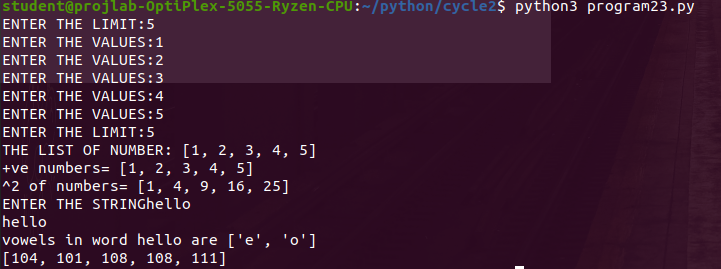 student@projlab-OptiPlex-5055-Ryzen-CPU:~/python/cycle2$ python3 program23.py
ENTER THE LIMIT:5
ENTER THE VALUES:1
ENTER THE VALUES:2
ENTER THE VALUES:3
ENTER THE VALUES:4
ENTER THE VALUES:5
ENTER THE LIMIT:5
THE LIST OF NUMBER: [1, 2, 3, 4, 5]
+ve numbers= [1, 2, 3, 4, 5]
^2 of numbers= [1, 4, 9, 16, 25]
ENTER THE STRINGhello
hello
vowels in word hello are ['e', 'o']
[104, 101, 108, 108, 111]